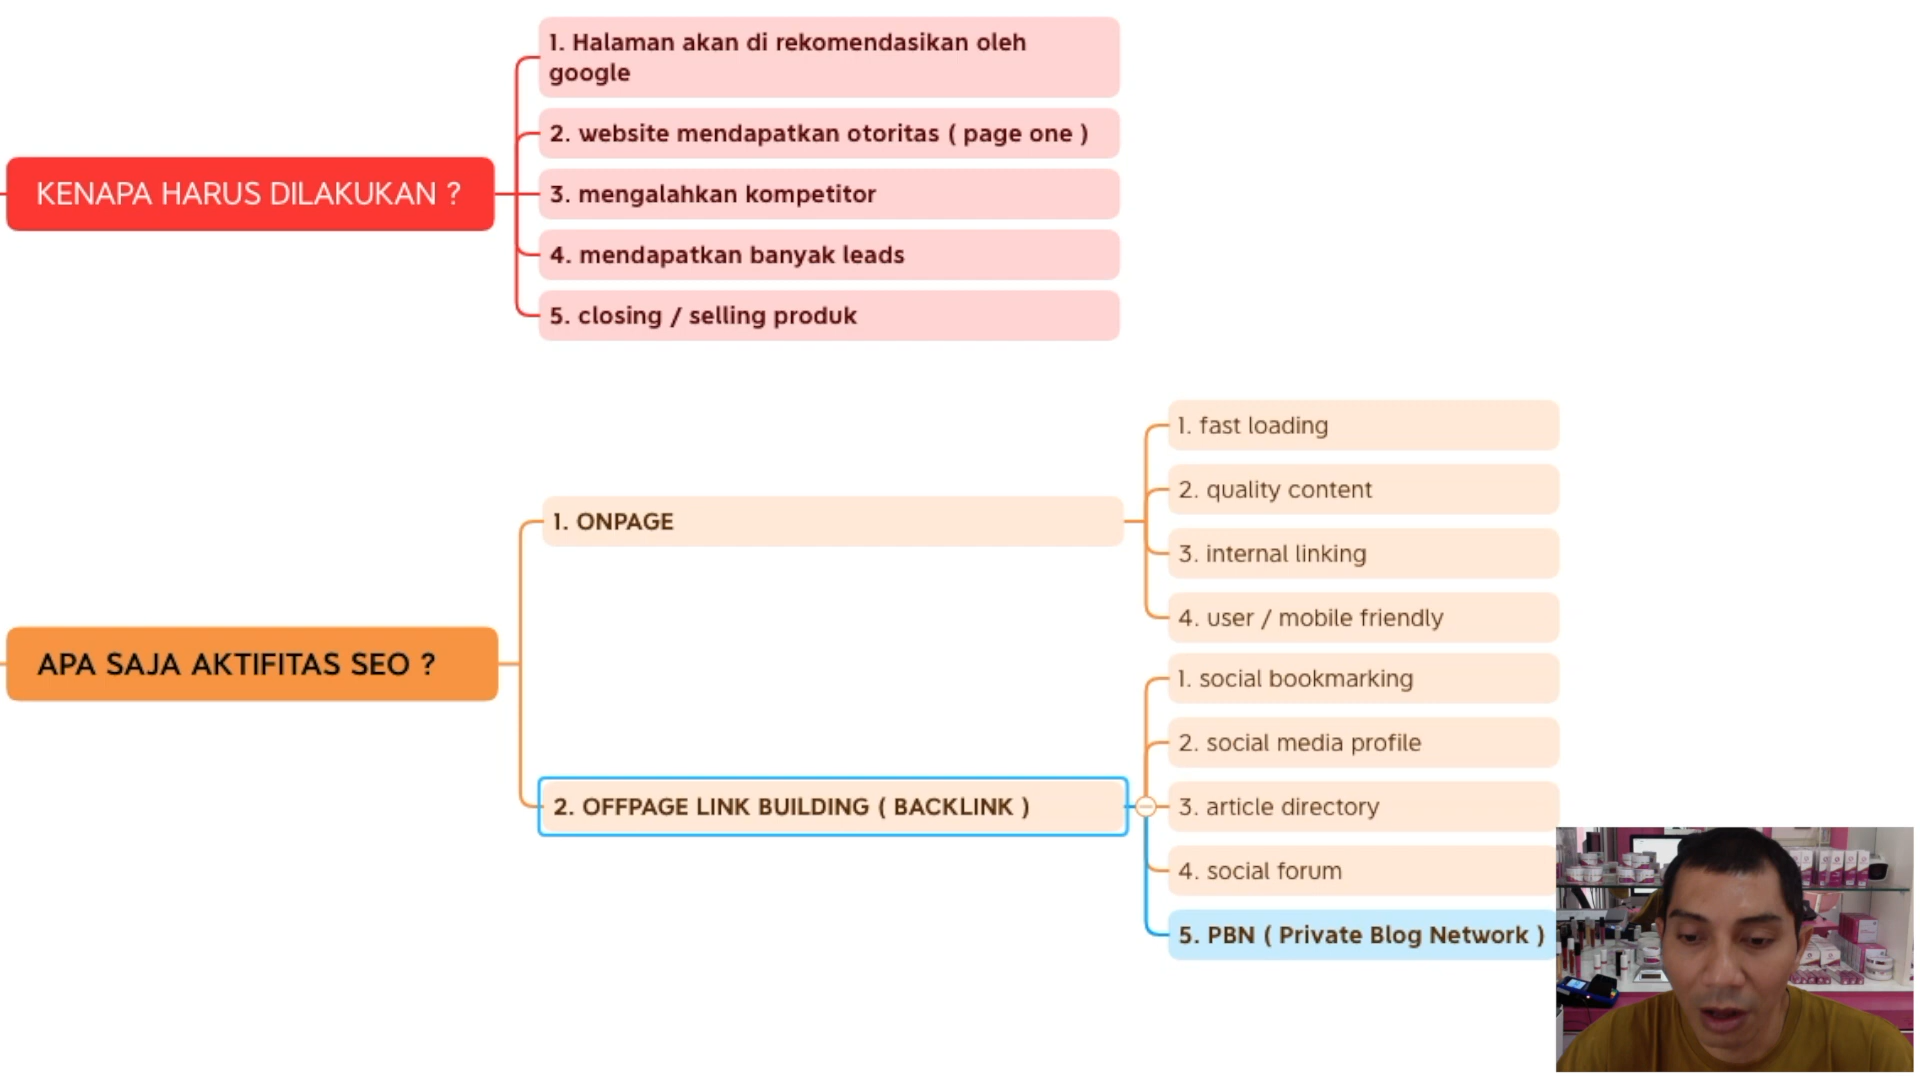 KENAPA HARUS DILAKUKAN ?
1. Halaman akan di rekomendasikan oleh
google
2. website mendapatkan otoritas ( page one )
3. mengalahkan kompetitor
4. mendapatkan banyak leads
5. closing / selling produk
APA SAJA AKTIFITAS SEO ?
1. ONPAGE
1. fast loading
2. quality content
3. internal linking
4. user / mobile friendly
2. OFFPAGE LINK BUILDING ( BACKLINK )
1. social bookmarking
2. social media profile
3. article directory
4. social forum
5. PBN ( Private Blog Network )